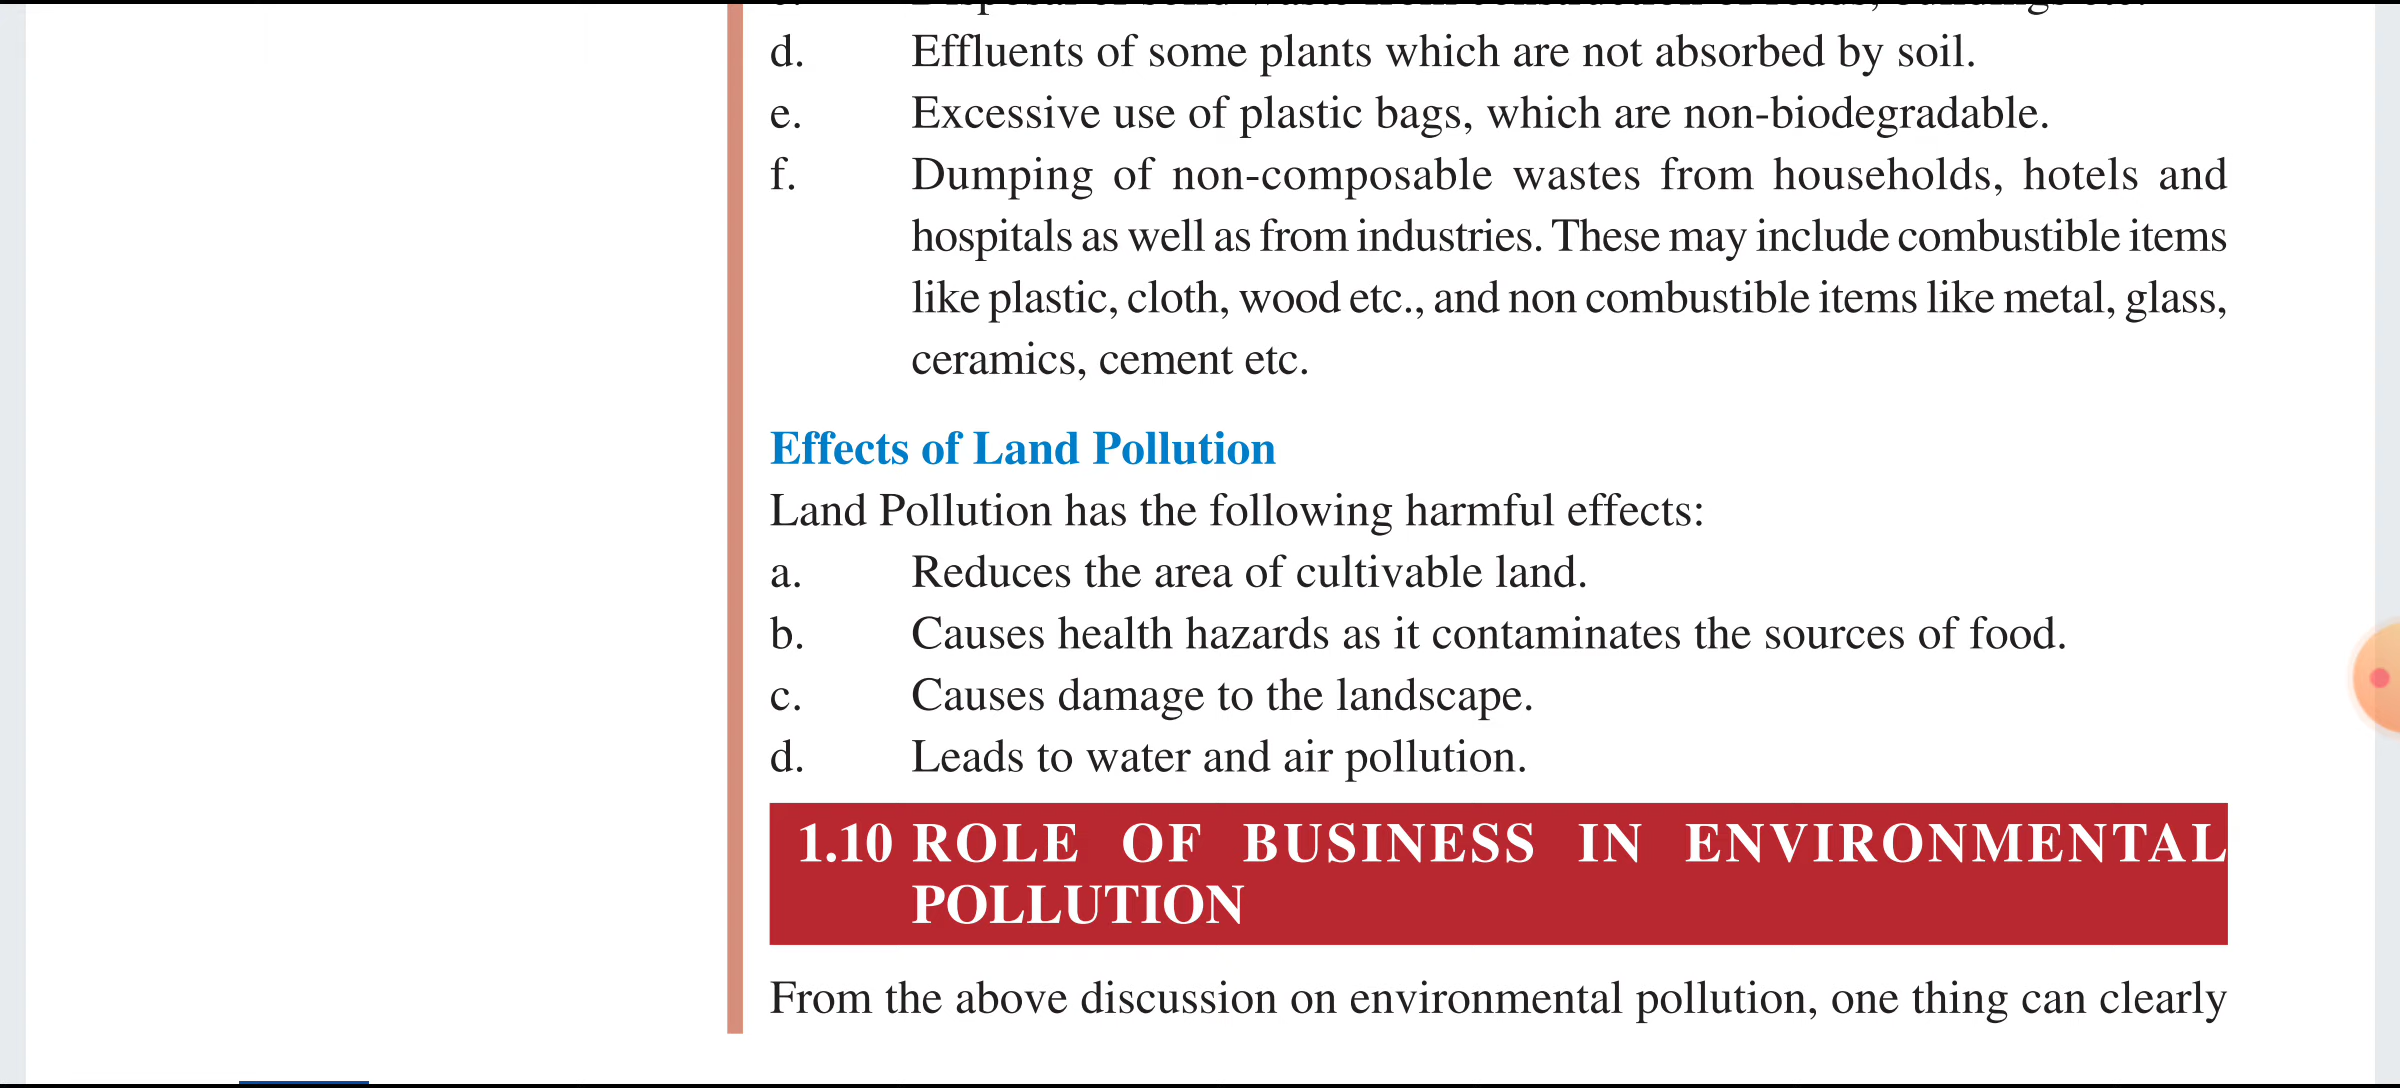 d. Effluents of some plants which are not absorbed by soil.
e. Excessive use of plastic bags, which are non-biodegradable.
f. Dumping of non-composable wastes from households, hotels and
hospitals as well as from industries. These may include combustible items
like plastic, cloth, wood etc., and non combustible items like metal, glass,
ceramics, cement etc.
Effects of Land Pollution
Land Pollution has the following harmful effects:
a. Reduces the area of cultivable land.
b. Causes health hazards as it contaminates the sources of food.
c. Causes damage to the landscape.
d. Leads to water and air pollution.
1.10 ROLE OF BUSINESS IN ENVIRONMENTAL
POLLUTION
From the above discussion on environmental pollution, one thing can clearly